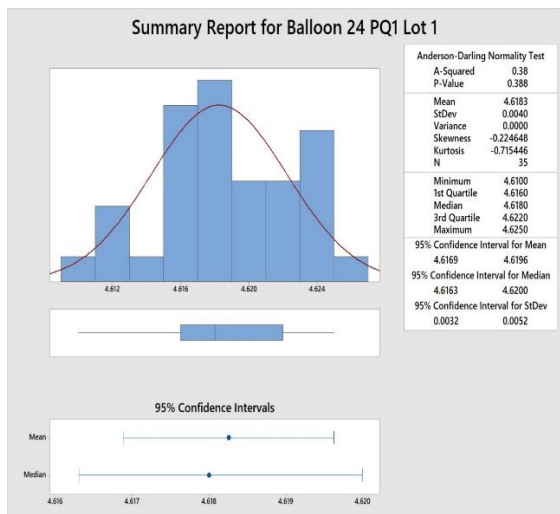 Summary Report for Balloon 24 PQ1 Lot 1
Anderson-Darling Normality Test
A-Squared 0.38
P-Value 0.388
Mean 4.6183
StDev 0.0040
Variance 0.0000
Skewness -0.224648
Kurtosis -0.715446
N 35
Minimum 4.6100
1st Quartile 4.6160
Median 4.6180
3rd Quartile 4.6220
Maximum 4.6250
95% Confidence Interval for Mean
4.6169 4.6196
95% Confidence Interval for Median
4.6163 4.6200
95% Confidence Interval for StDev
0.0032 0.0052
4.612 4.616 4.620 4.624
95% Confidence Intervals
Mean
Median
4.616 4.617 4.618 4.619 4.620